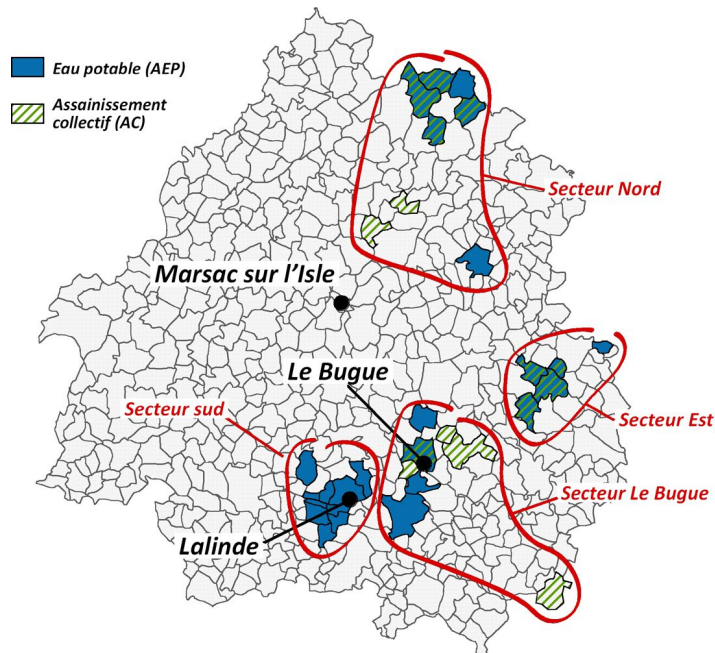 Eau potable (AEP)
Assainissement
collectif (AC)
Secteur Nord
Marsac sur l'Isle
Le Bugue
Secteur sud
Secteur Est
Secteur Le Bugue
Lalinde